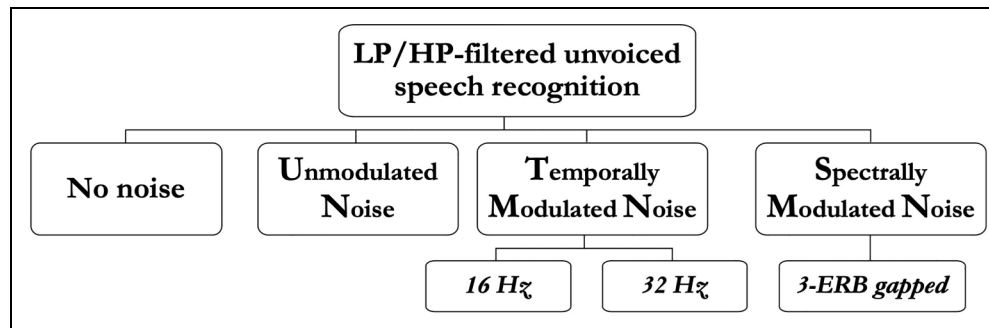 LP/HP-filtered unvoiced
speech recognition
No noise
Unmodulated
Noise
Temporally
Modulated Noise
Spectrally
Modulated Noise
16 Hz
32 Hz
3-ERB gapped